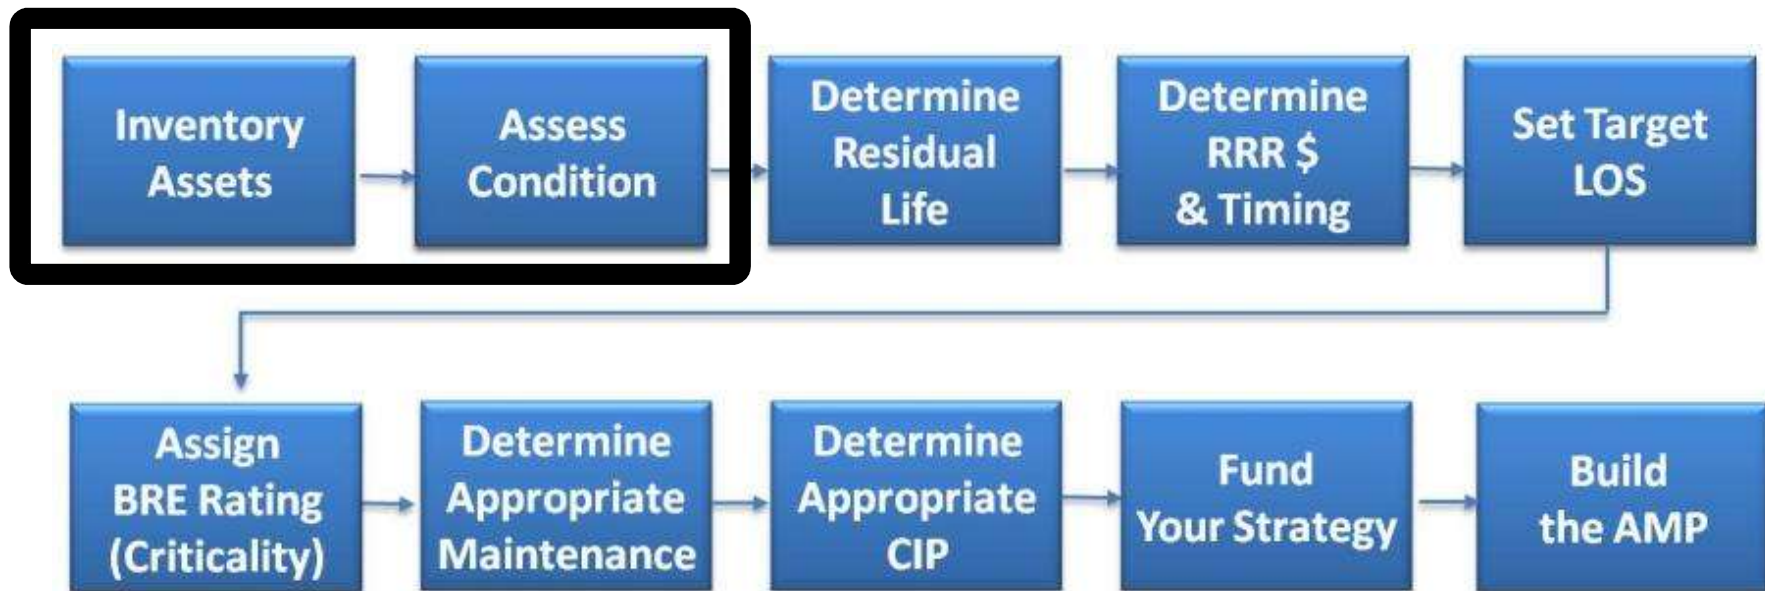 Inventory
Assets
Assess
Condition
Determine
Residual
Life
Determine
RRR $
& Timing
Set Target
LOS
Assign
BRE Rating
(Criticality)
Determine
Appropriate
Maintenance
Determine
Appropriate
CIP
Fund
Your Strategy
Build
the AMP